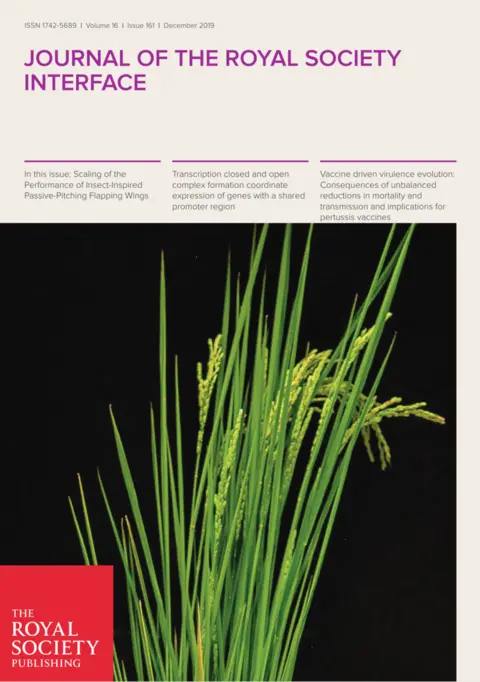 ISSN 1742-5689 I Volume 16 I Issue 161 I December 2019
JOURNAL OF THE ROYAL SOCIETY
INTERFACE
In this issue: Scaling of the
Performance of Insect-Inspired
Passive-Pitching Flapping Wings
Transcription closed and open
complex formation coordinate
expression of genes with a shared
promoter region
Vaccine driven virulence evolution:
Consequences of unbalanced
reductions in mortality and
transmission and implications for
pertussis vaccines
THE
ROYAL
SOCIETY
PUBLISHING